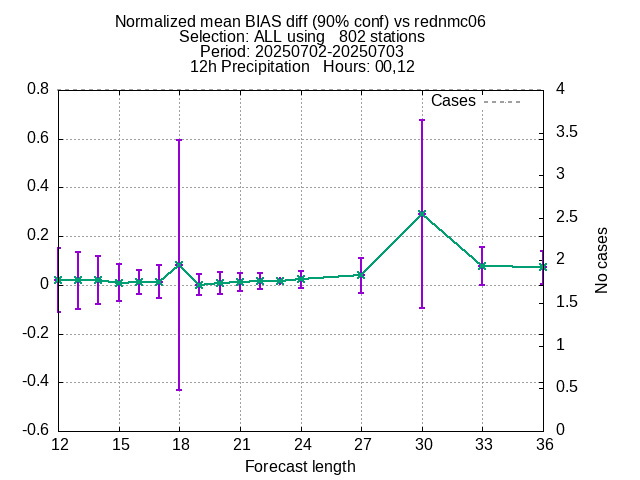 Normalized mean BIAS diff (90% conf) vs rednmc06
Selection: ALL using   802 stations
Period: 20250702-20250703
12h Precipitation   Hours: 00,12
Cases
0.8
0.6
0.4
0.2
0
-0.2
-0.4
-0.6
4
3.5
3
2.5
2
1.5
1
0.5
0
No cases
12 15 18 21 24 27 30 33 36
Forecast length